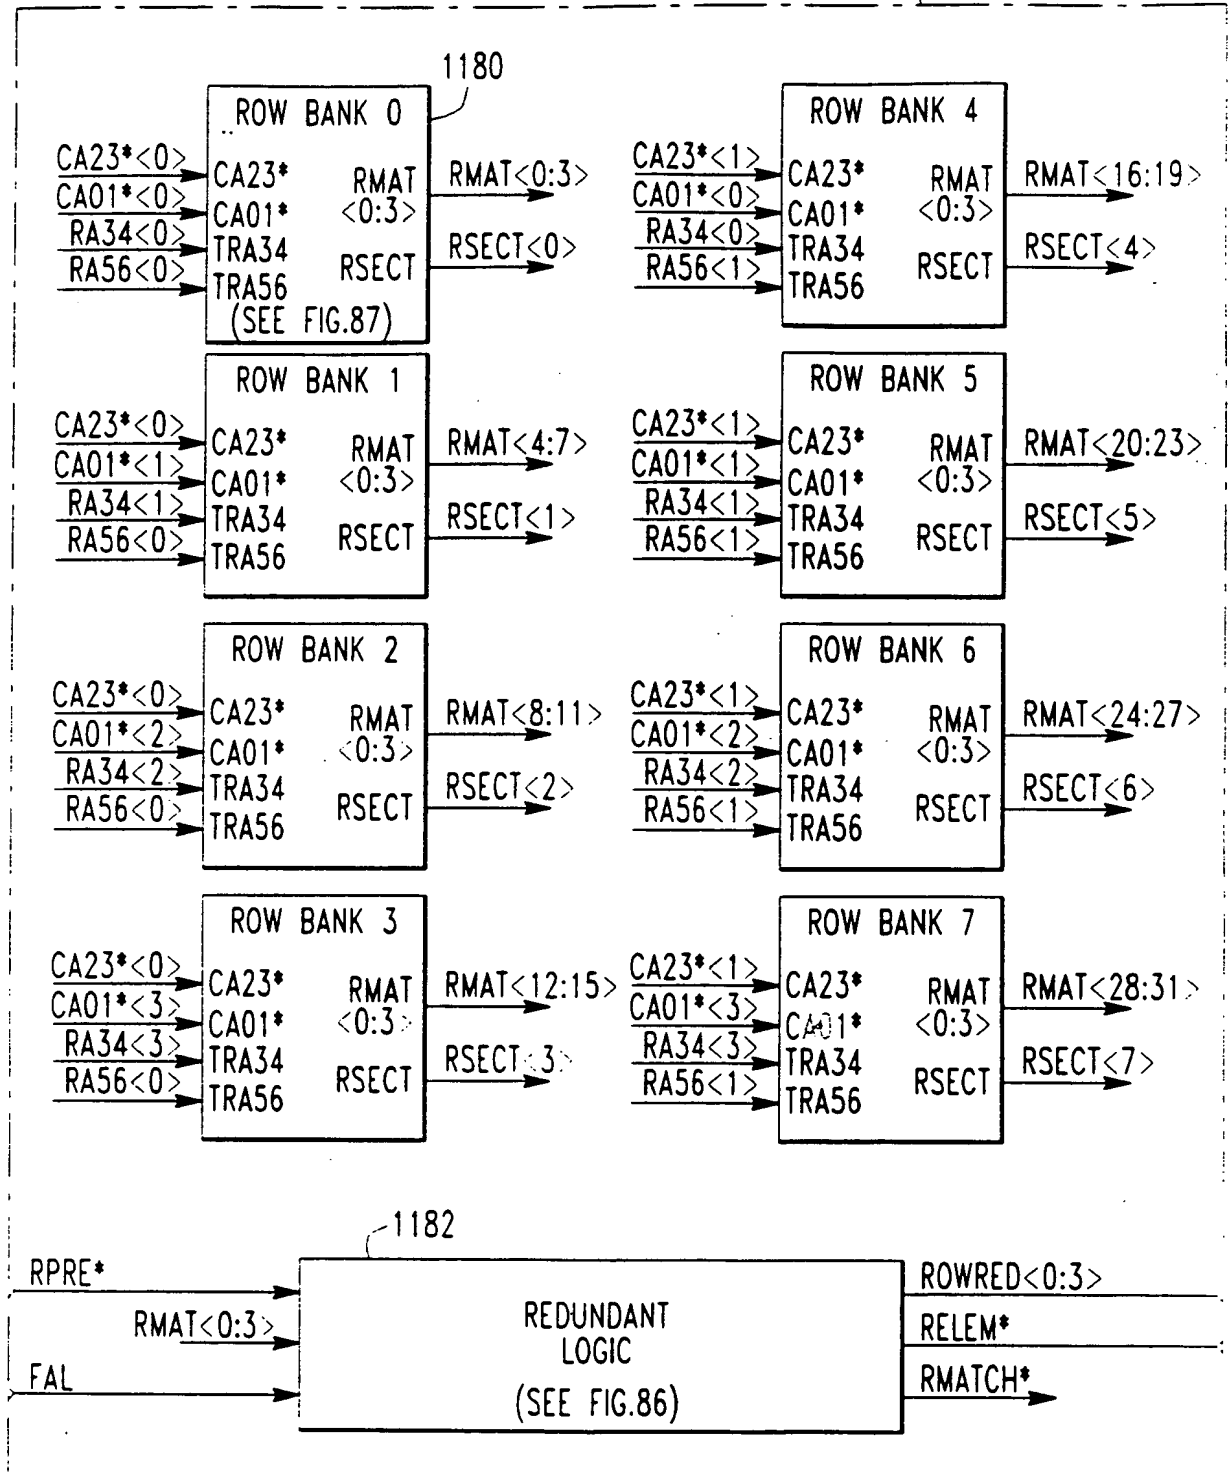 1180
ROW BANK 0
CA23*<0>
CA01*<0>
RA34<0>
RA56<0>
CA23*
CA01*
TRA34
TRA56
RMAT
<0:3>
RSECT
(SEE FIG.87)
RMAT<0:3>
RSECT<0>
ROW BANK 4
CA23*<1>
CA01*<0>
RA34<0>
RA56<1>
CA23*
CA01*
TRA34
TRA56
RMAT
<0:3>
RSECT
RMAT<16:19>
RSECT<4>
ROW BANK 1
CA23*<0>
CA01*<1>
RA34<1>
RA56<0>
CA23*
CA01*
TRA34
TRA56
RMAT
<0:3>
RSECT
RMAT<4:7>
RSECT<1>
ROW BANK 5
CA23*<1>
CA01*<1>
RA34<1>
RA56<1>
CA23*
CA01*
TRA34
TRA56
RMAT
<0:3>
RSECT
RMAT<20:23>
RSECT<5>
ROW BANK 2
CA23*<0>
CA01*<2>
RA34<2>
RA56<0>
CA23*
CA01*
TRA34
TRA56
RMAT
<0:3>
RSECT
RMAT<8:11>
RSECT<2>
ROW BANK 6
CA23*<1>
CA01*<2>
RA34<2>
RA56<1>
CA23*
CA01*
TRA34
TRA56
RMAT
<0:3>
RSECT
RMAT<24:27>
RSECT<6>
ROW BANK 3
CA23*<0>
CA01*<3>
RA34<3>
RA56<0>
CA23*
CA01*
TRA34
TRA56
RMAT
<0:3>
RSECT
RMAT<12:15>
RSECT<3>
ROW BANK 7
CA23*<1>
CA01*<3>
RA34<3>
RA56<1>
CA23*
CA01*
TRA34
TRA56
RMAT
<0:3>
RSECT
RMAT<28:31>
RSECT<7>
1182
RPRE*
RMAT<0:3>
FAL
REDUNDANT
LOGIC
(SEE FIG.86)
ROWRED<0:3>
RELEM*
RMATCH*